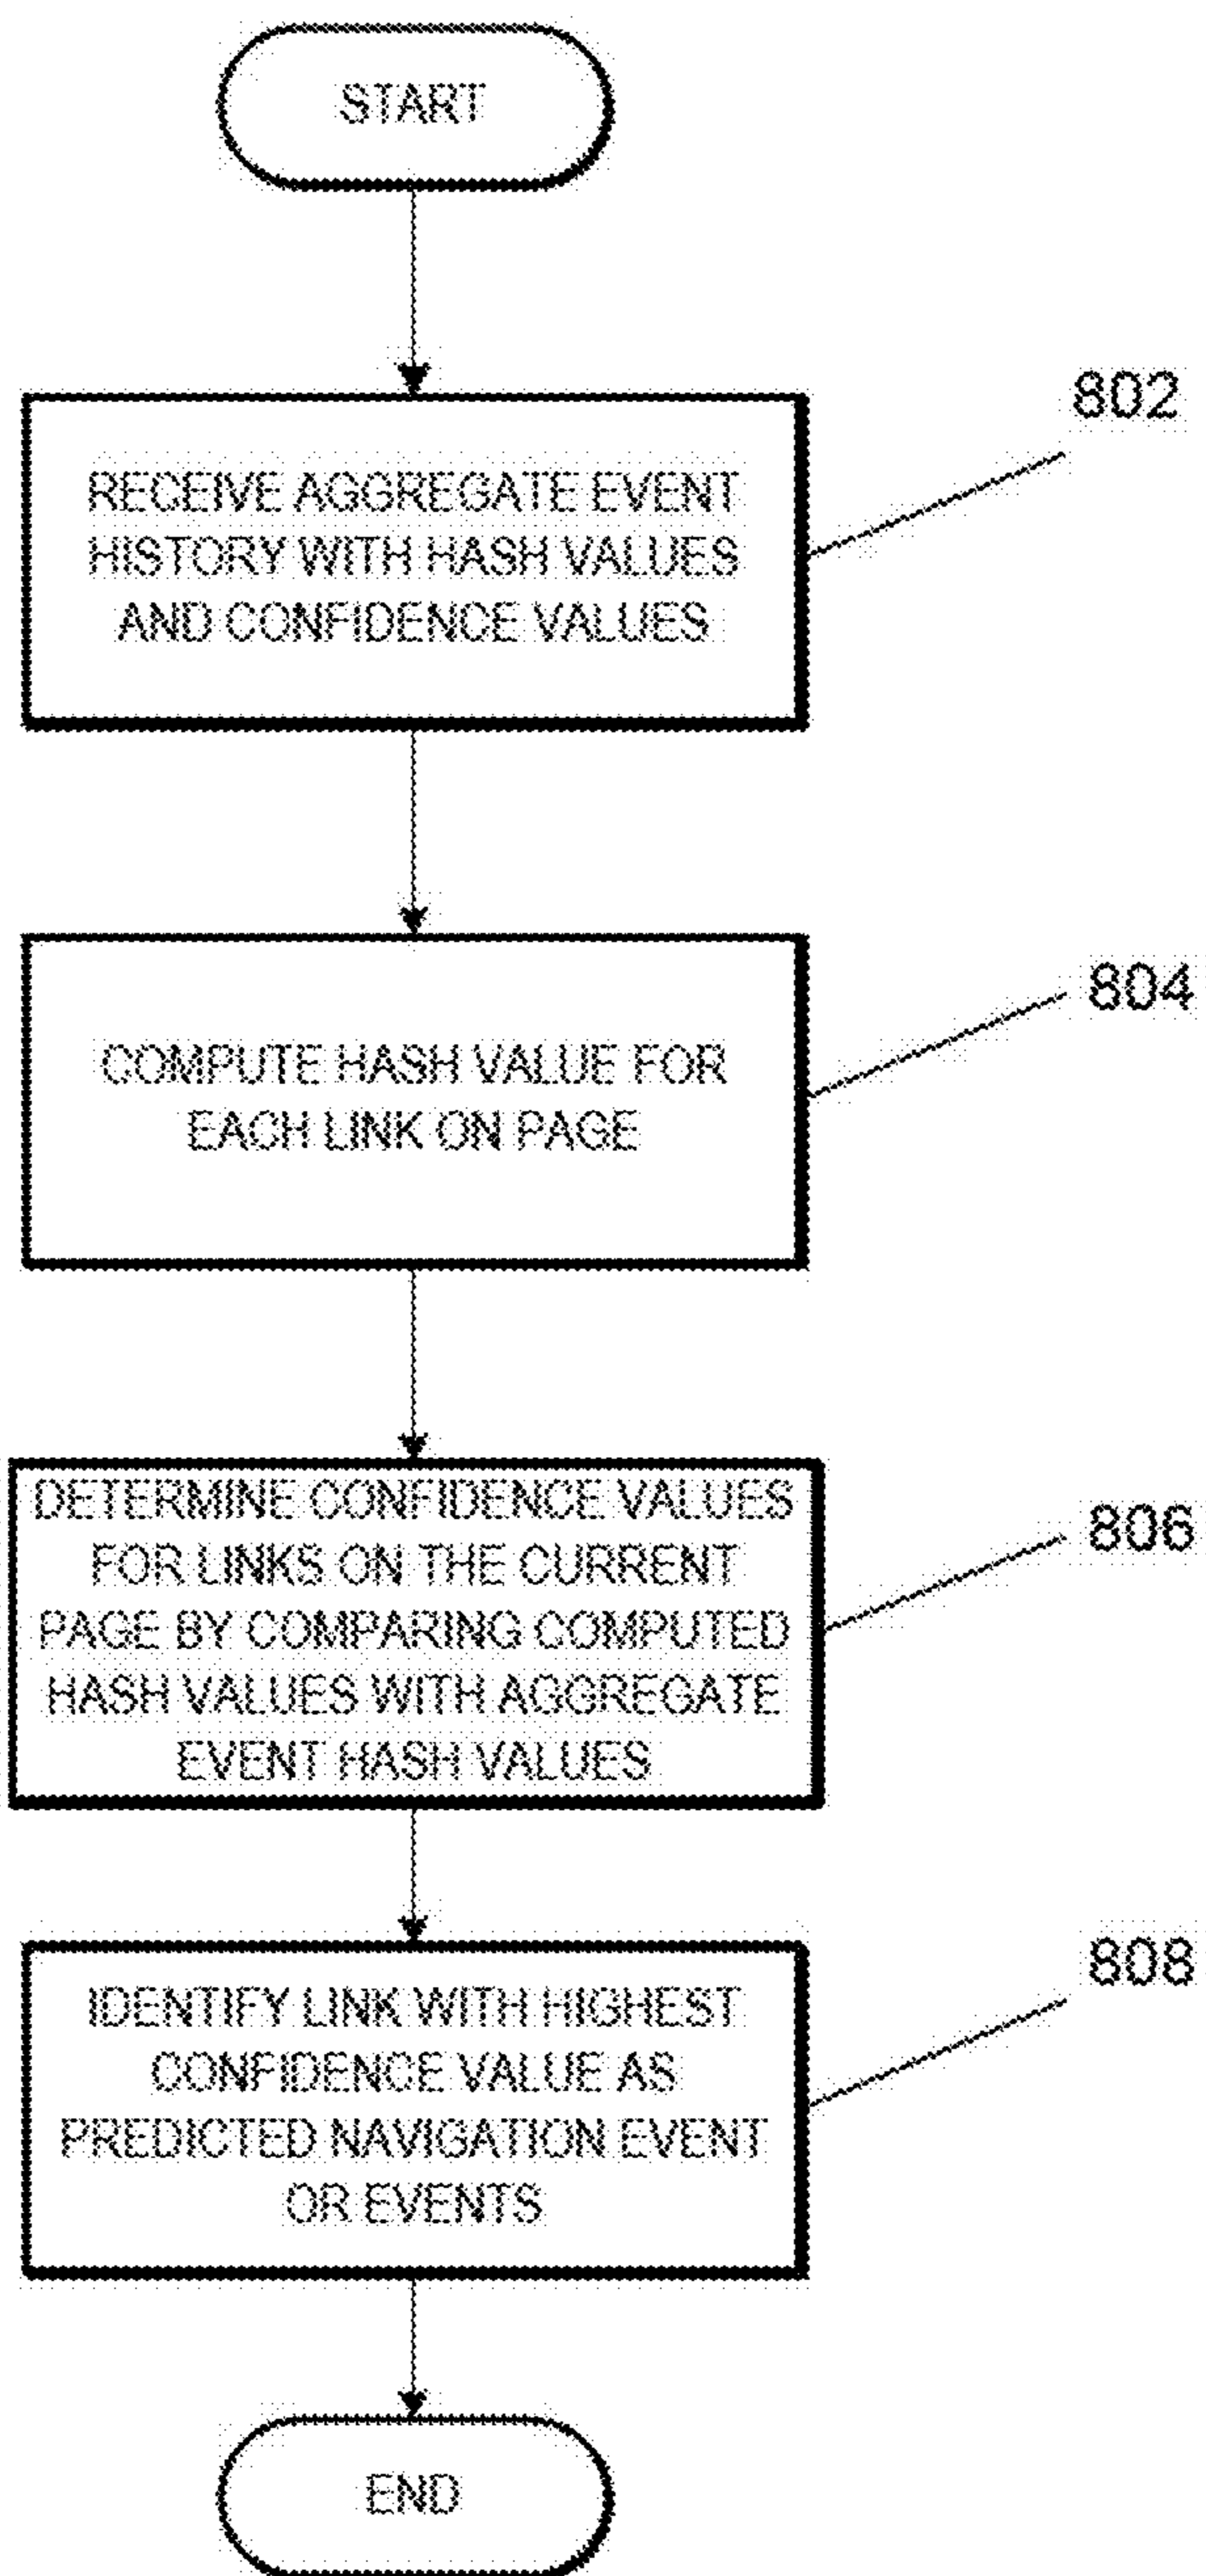 START
802
RECEIVE AGGREGATE EVENT
HISTORY WITH HASH VALUES
AND CONFIDENCE VALUES
804
COMPUTE HASH VALUE FOR
EACH LINK ON PAGE
806
DETERMINE CONFIDENCE VALUES
FOR LINKS ON THE CURRENT
PAGE BY COMPARING COMPUTED
HASH VALUES WITH AGGREGATE
EVENT HASH VALUES
808
IDENTIFY LINK WITH HIGHEST
CONFIDENCE VALUE AS
PREDICTED NAVIGATION EVENT
OR EVENTS
END